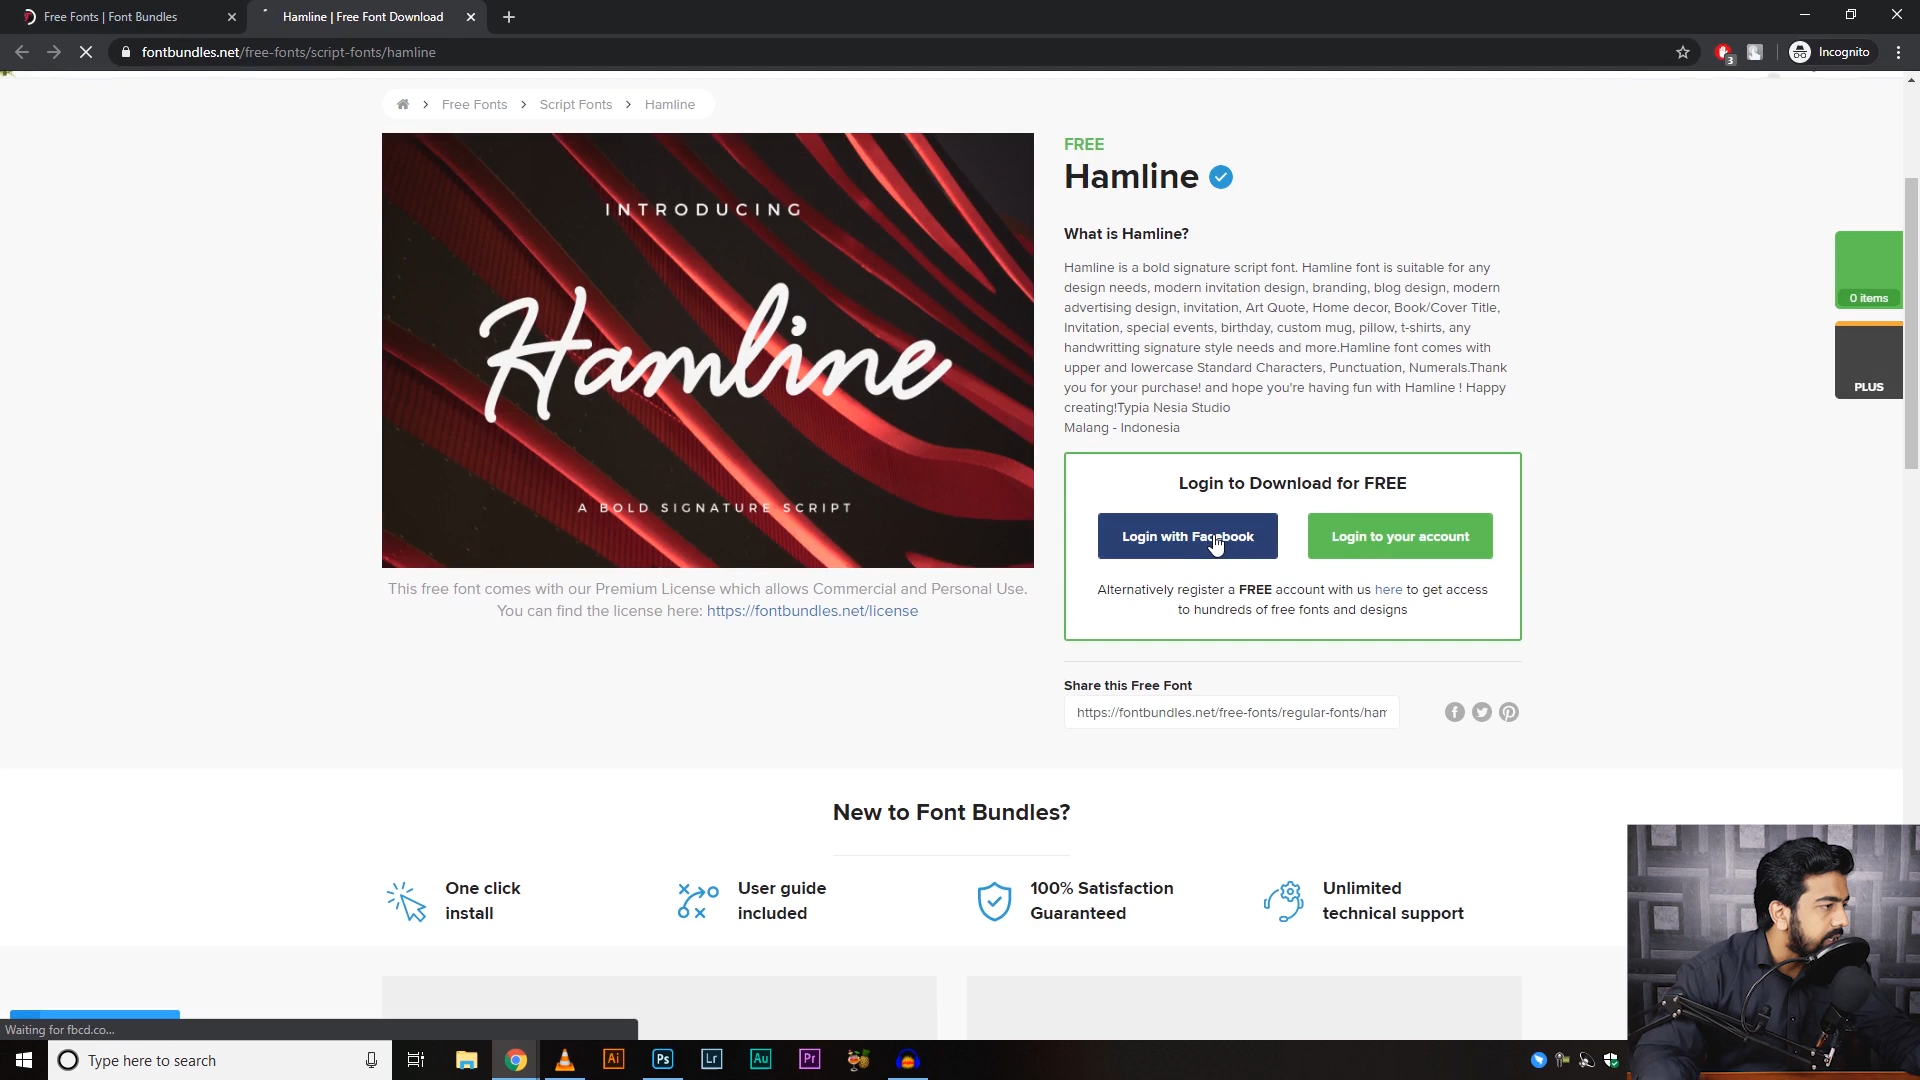 Free Fonts | Font Bundles
Hamline | Free Font Download
fontbundles.net/free-fonts/script-fonts/hamline
3
Incognito
Free Fonts
Script Fonts
Hamline
INTRODUCING
Hamline
A BOLD SIGNATURE SCRIPT
This free font comes with our Premium License which allows Commercial and Personal Use.
You can find the license here: https://fontbundles.net/license
FREE
Hamline
What is Hamline?
Hamline is a bold signature script font. Hamline font is suitable for any
design needs, modern invitation design, branding, blog design, modern
advertising design, invitation, Art Quote, Home decor, Book/Cover Title,
Invitation, special events, birthday, custom mug, pillow, t-shirts, any
handwritting signature style needs and more.Hamline font comes with
upper and lowercase Standard Characters, Punctuation, Numerals.Thank
you for your purchase! and hope you're having fun with Hamline ! Happy
creating!Typia Nesia Studio
Malang - Indonesia
Login to Download for FREE
Login with Facebook
Login to your account
Alternatively register a FREE account with us here to get access
to hundreds of free fonts and designs
Share this Free Font
https://fontbundles.net/free-fonts/regular-fonts/ham
0 items
PLUS
New to Font Bundles?
One click
install
User guide
included
100% Satisfaction
Guaranteed
Unlimited
technical support
Waiting for fbcd.co...
Type here to search
Ai
Ps
Lr
Au
Pr